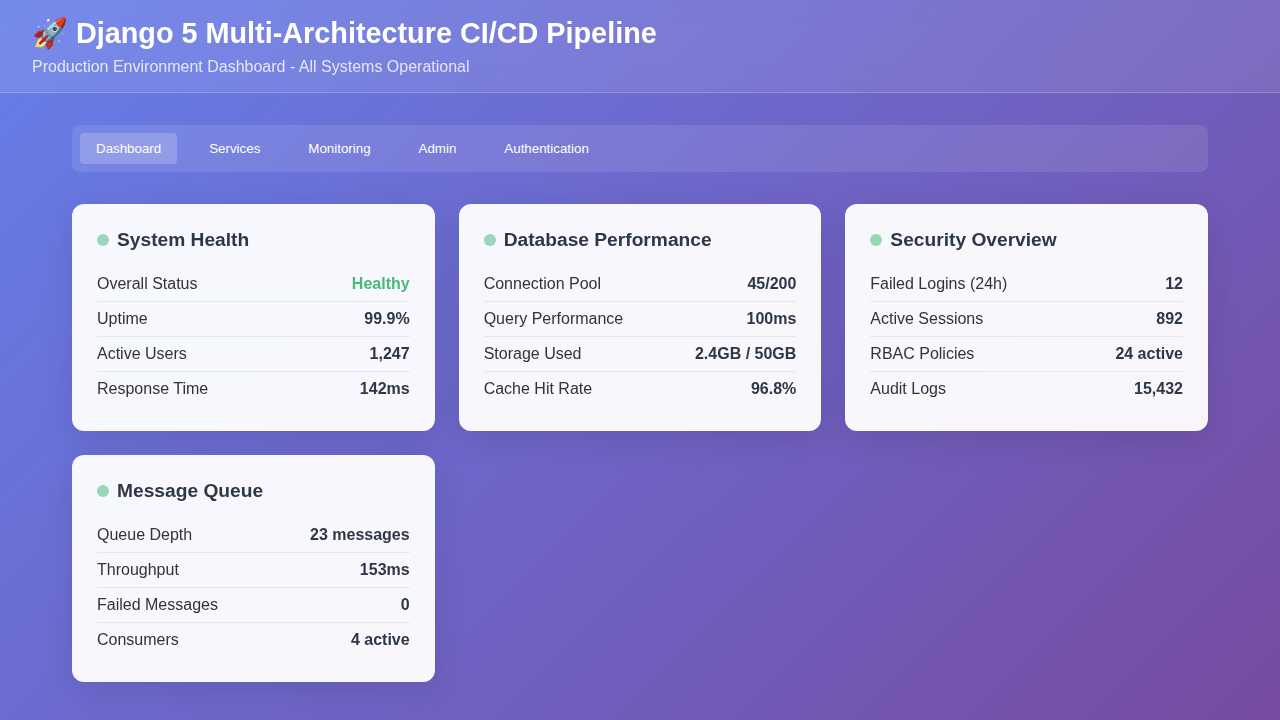 🚀 Django 5 Multi-Architecture CI/CD Pipeline
Production Environment Dashboard - All Systems Operational
Dashboard Services Monitoring Admin Authentication
System Health
Overall Status Healthy
Uptime 99.9%
Active Users 1,247
Response Time 142ms
Database Performance
Connection Pool 45/200
Query Performance 100ms
Storage Used 2.4GB / 50GB
Cache Hit Rate 96.8%
Security Overview
Failed Logins (24h) 12
Active Sessions 892
RBAC Policies 24 active
Audit Logs 15,432
Message Queue
Queue Depth 23 messages
Throughput 153ms
Failed Messages 0
Consumers 4 active